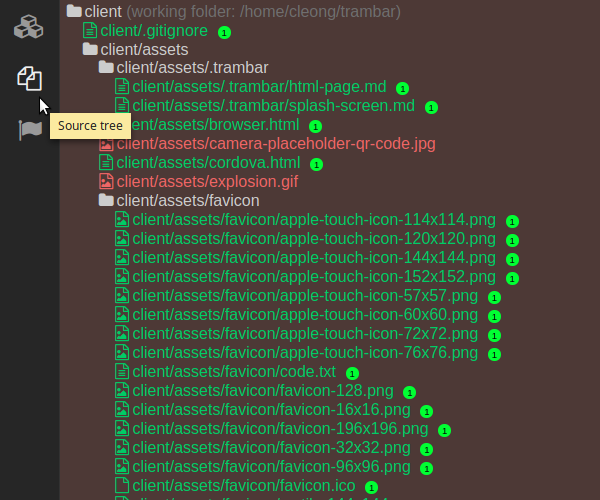 client (working folder: /home/cleong/trambar)
client/.gitignore 1
client/assets
client/assets/.trambar
client/assets/.trambar/html-page.md 1
client/assets/.trambar/splash-screen.md 1
Source tree
client/assets/browser.html 1
client/assets/camera-placeholder-qr-code.jpg
client/assets/cordova.html 1
client/assets/explosion.gif
client/assets/favicon
client/assets/favicon/apple-touch-icon-114x114.png 1
client/assets/favicon/apple-touch-icon-120x120.png 1
client/assets/favicon/apple-touch-icon-144x144.png 1
client/assets/favicon/apple-touch-icon-152x152.png 1
client/assets/favicon/apple-touch-icon-57x57.png 1
client/assets/favicon/apple-touch-icon-60x60.png 1
client/assets/favicon/apple-touch-icon-72x72.png 1
client/assets/favicon/apple-touch-icon-76x76.png 1
client/assets/favicon/code.txt 1
client/assets/favicon/favicon-128.png 1
client/assets/favicon/favicon-16x16.png 1
client/assets/favicon/favicon-196x196.png 1
client/assets/favicon/favicon-32x32.png 1
client/assets/favicon/favicon-96x96.png 1
client/assets/favicon/favicon.ico 1